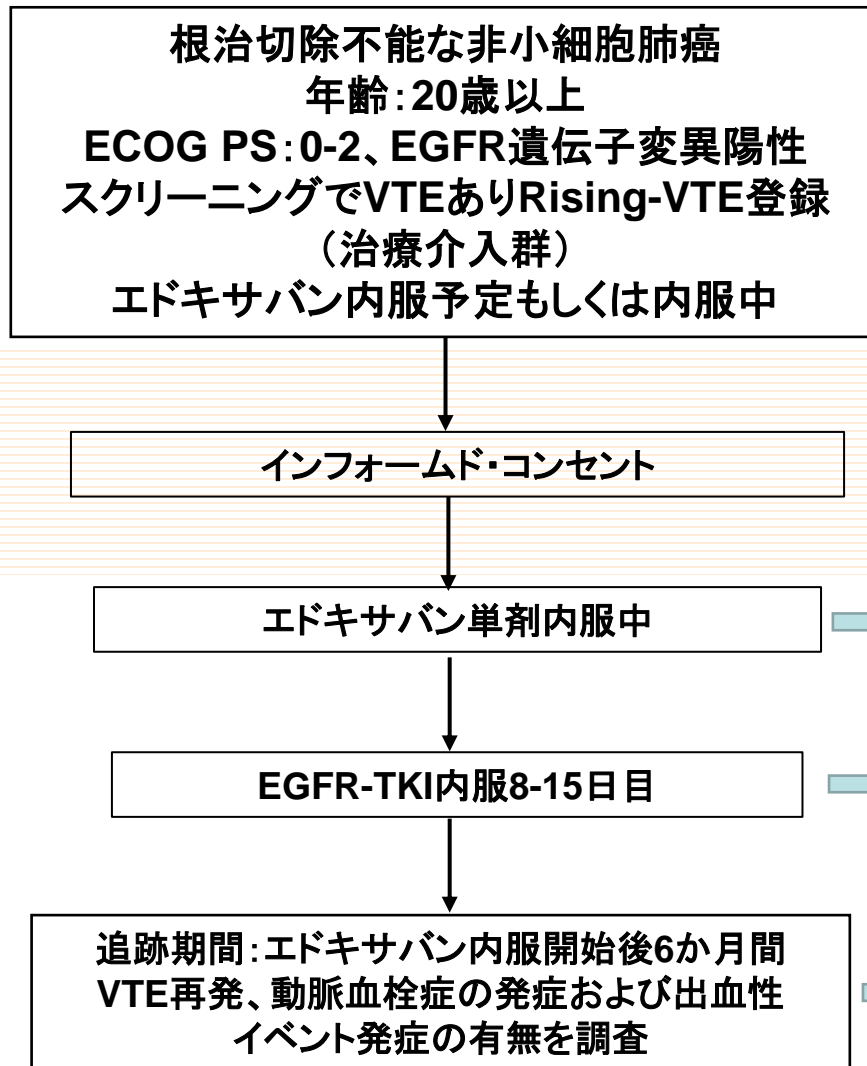 根治切除不能な非小細胞肺癌
年齢：20歳以上
ECOG PS：0-2、EGFR遺伝子変異陽性
スクリーニングでVTEありRising-VTE登録
（治療介入群）
エドキサバン内服予定もしくは内服中
インフォームド・コンセント
エドキサバン単剤内服中
EGFR-TKI内服8-15日目
追跡期間：エドキサバン内服開始後6か月間
VTE再発、動脈血栓症の発症および出血性
イベント発症の有無を調査